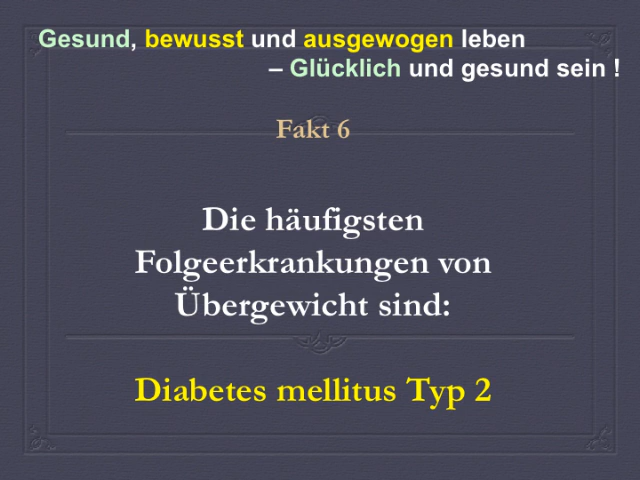 Gesund, bewusst und ausgewogen leben
– Glücklich und gesund sein !
Fakt 6
Die häufigsten
Folgeerkrankungen von
Übergewicht sind:
Diabetes mellitus Typ 2